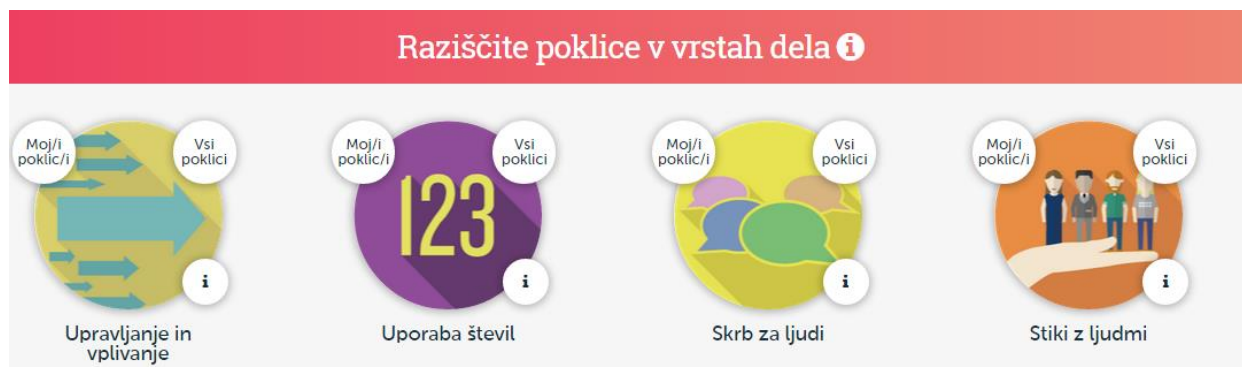 Raziščite poklice v vrstah dela i
Moj/i
poklic/i
Vsi
poklici
i
Upravljanje in
vplivanje
Moj/i
poklic/i
Vsi
poklici
123
i
Uporaba števil
Moj/i
poklic/i
Vsi
poklici
i
Skrb za ljudi
Moj/i
poklic/i
Vsi
poklici
i
Stiki z ljudmi